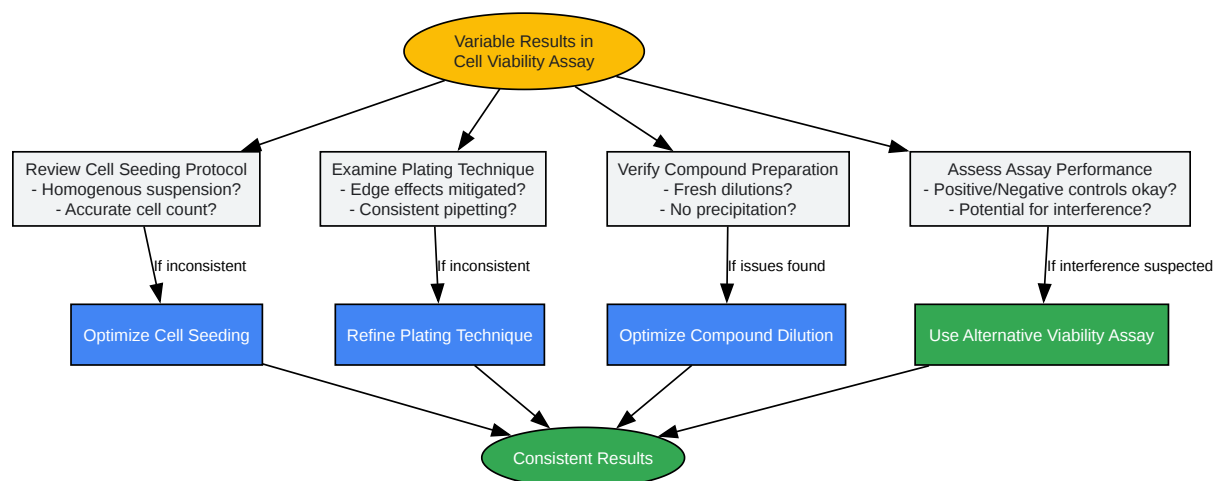 Variable Results in
Cell Viability Assay
Review Cell Seeding Protocol
- Homogenous suspension?
- Accurate cell count?
Examine Plating Technique
- Edge effects mitigated?
- Consistent pipetting?
Verify Compound Preparation
- Fresh dilutions?
- No precipitation?
Assess Assay Performance
- Positive/Negative controls okay?
- Potential for interference?
If inconsistent
If inconsistent
If issues found
If interference suspected
Optimize Cell Seeding
Refine Plating Technique
Optimize Compound Dilution
Use Alternative Viability Assay
Consistent Results